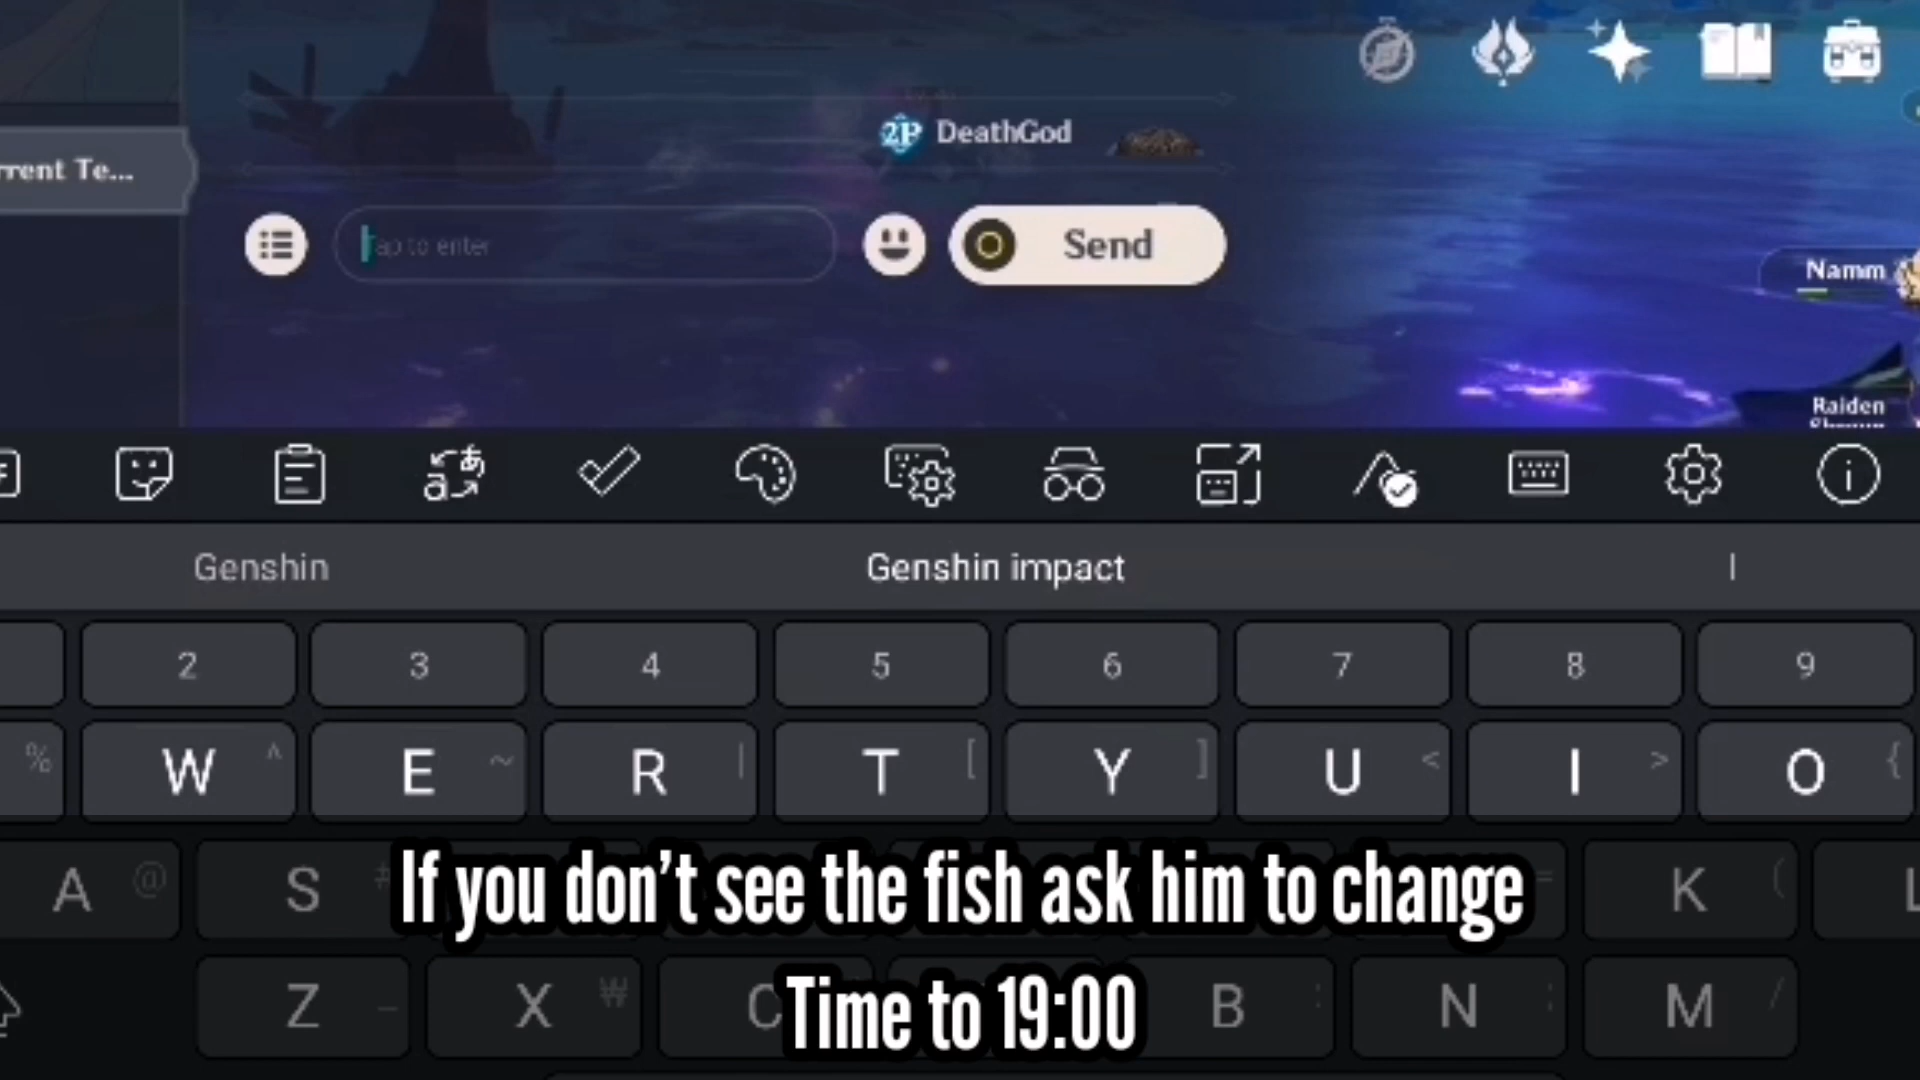 2P DeathGod
rrent Te...
Tap to enter
Send
Namm
Raiden
Genshin
Genshin impact
I
2 3 4 5 6 7 8 9
% W ^ E ~ R | T [ Y ] U < I > O {
A @ S # = K ( L
Z - X ₩ C B : N ; M /
If you don't see the fish ask him to change
Time to 19:00